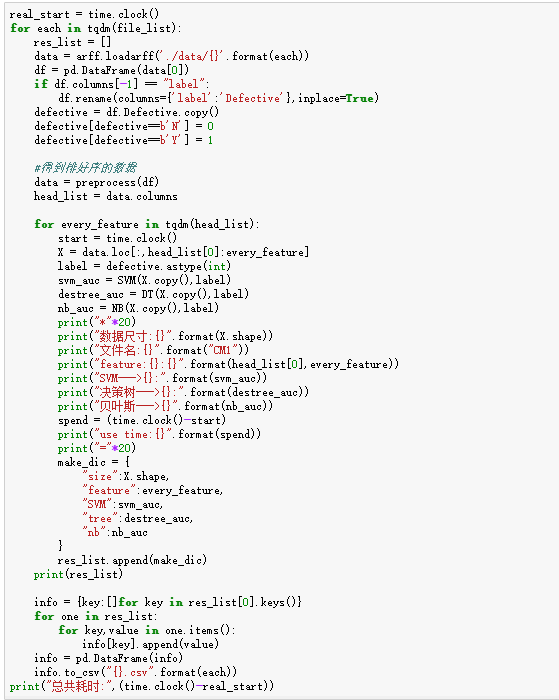 real_start = time.clock()
for each in tqdm(file_list):
    res_list = []
    data = arff.loadarff('./data/{}'.format(each))
    df = pd.DataFrame(data[0])
    if df.columns[-1] == "label":
        df.rename(columns={'label':'Defective'},inplace=True)
    defective = df.Defective.copy()
    defective[defective==b'N'] = 0
    defective[defective==b'Y'] = 1
    #得到排好序的数据
    data = preprocess(df)
    head_list = data.columns
    for every_feature in tqdm(head_list):
        start = time.clock()
        X = data.loc[:,head_list[0]:every_feature]
        label = defective.astype(int)
        svm_auc = SVM(X.copy(),label)
        destree_auc = DT(X.copy(),label)
        nb_auc = NB(X.copy(),label)
        print("*"*20)
        print("数据尺寸:{}".format(X.shape))
        print("文件名:{}".format("CM1"))
        print("feature:{}:{}".format(head_list[0],every_feature))
        print("SVM--->{}:".format(svm_auc))
        print("决策树--->{}:".format(destree_auc))
        print("贝叶斯--->{}".format(nb_auc))
        spend = (time.clock()-start)
        print("use time:{}".format(spend))
        print("="*20)
        make_dic = {
            "size":X.shape,
            "feature":every_feature,
            "SVM":svm_auc,
            "tree":destree_auc,
            "nb":nb_auc
        }
        res_list.append(make_dic)
    print(res_list)
    info = {key:[]for key in res_list[0].keys()}
    for one in res_list:
        for key,value in one.items():
            info[key].append(value)
    info = pd.DataFrame(info)
    info.to_csv("{}.csv".format(each))
print("总共耗时:",(time.clock()-real_start))